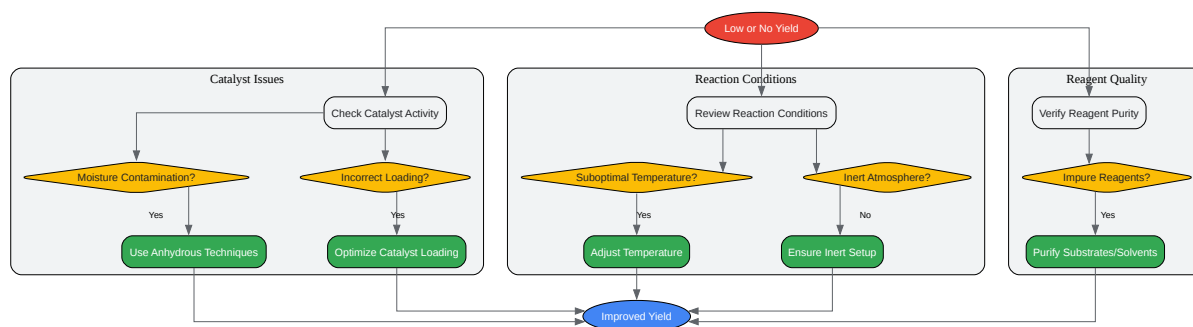 Low or No Yield
Catalyst Issues
Reaction Conditions
Reagent Quality
Check Catalyst Activity
Review Reaction Conditions
Verify Reagent Purity
Moisture Contamination?
Incorrect Loading?
Suboptimal Temperature?
Inert Atmosphere?
Impure Reagents?
Yes
Yes
Yes
No
Yes
Use Anhydrous Techniques
Optimize Catalyst Loading
Adjust Temperature
Ensure Inert Setup
Purify Substrates/Solvents
Improved Yield